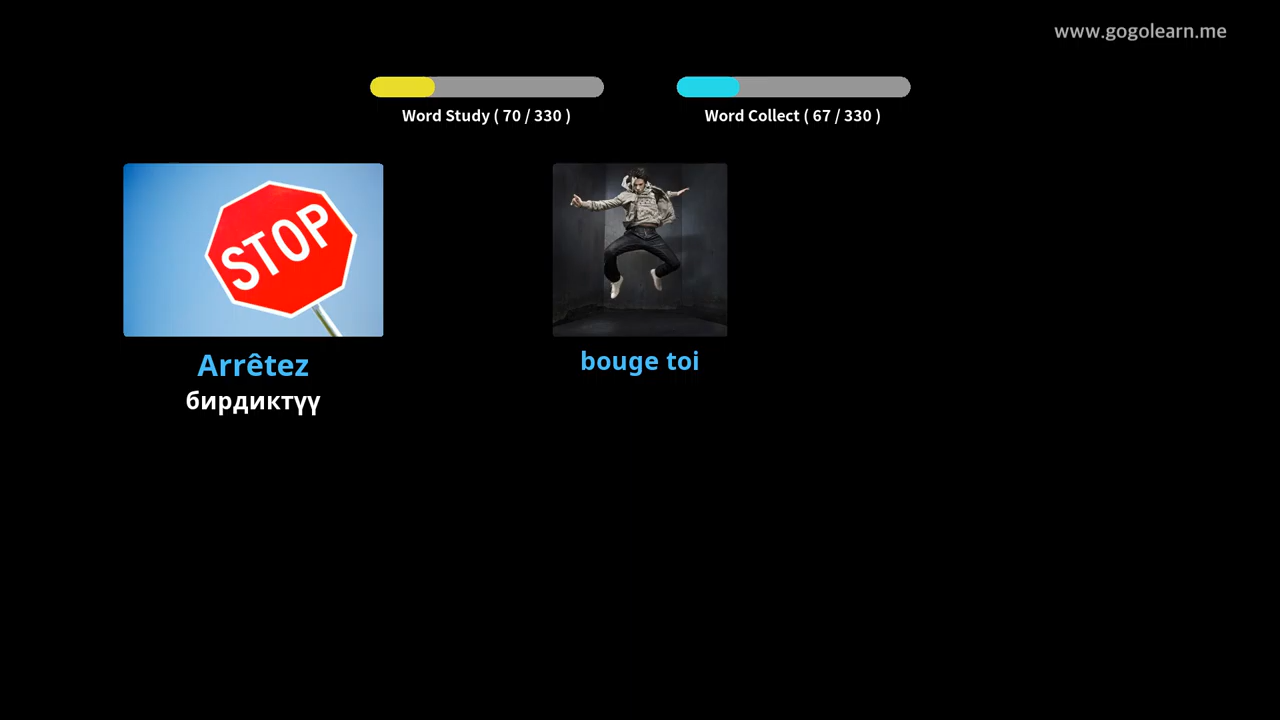 www.gogolearn.me
Word Study ( 70 / 330 )
Word Collect ( 67 / 330 )
STOP
Arrêtez
бирдиктүү
bouge toi